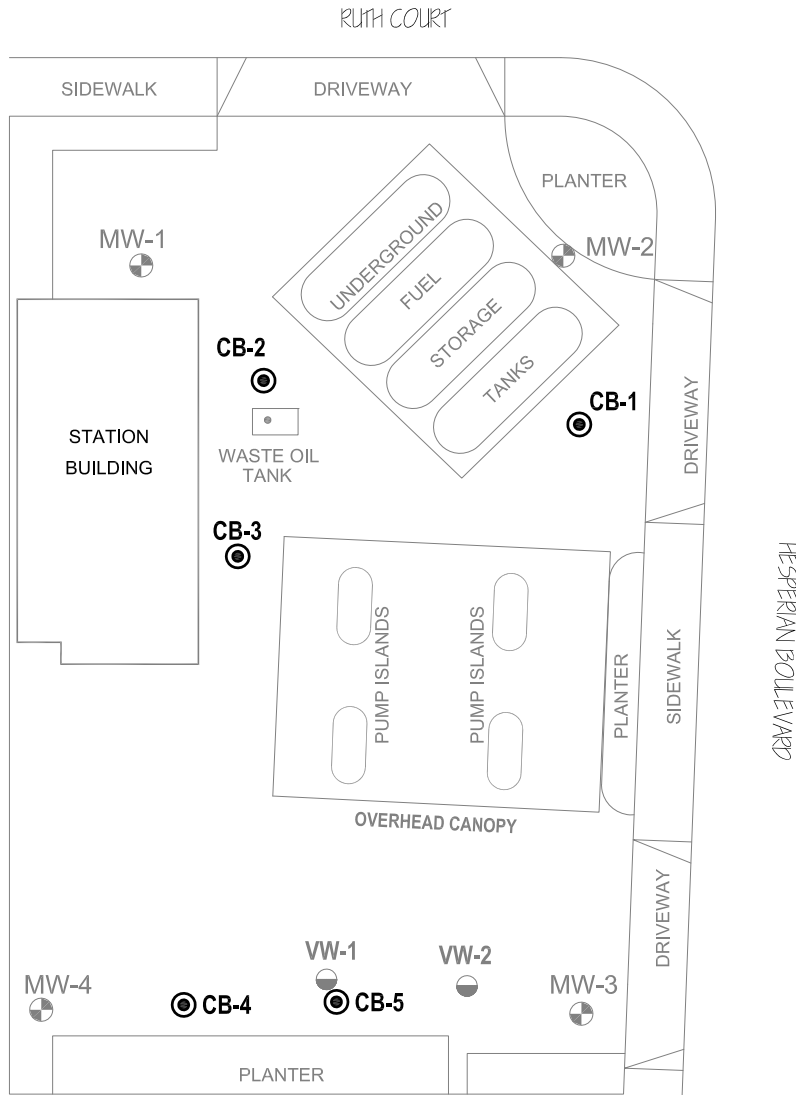 RUTH COURT
SIDEWALK
DRIVEWAY
PLANTER
MW-1
MW-2
UNDERGROUND
FUEL
STORAGE
TANKS
CB-2
CB-1
STATION
BUILDING
WASTE OIL
TANK
DRIVEWAY
CB-3
HESPERIAN BOULEVARD
PUMP ISLANDS
PUMP ISLANDS
PLANTER
SIDEWALK
OVERHEAD CANOPY
DRIVEWAY
VW-1
VW-2
MW-4
CB-4
CB-5
MW-3
PLANTER